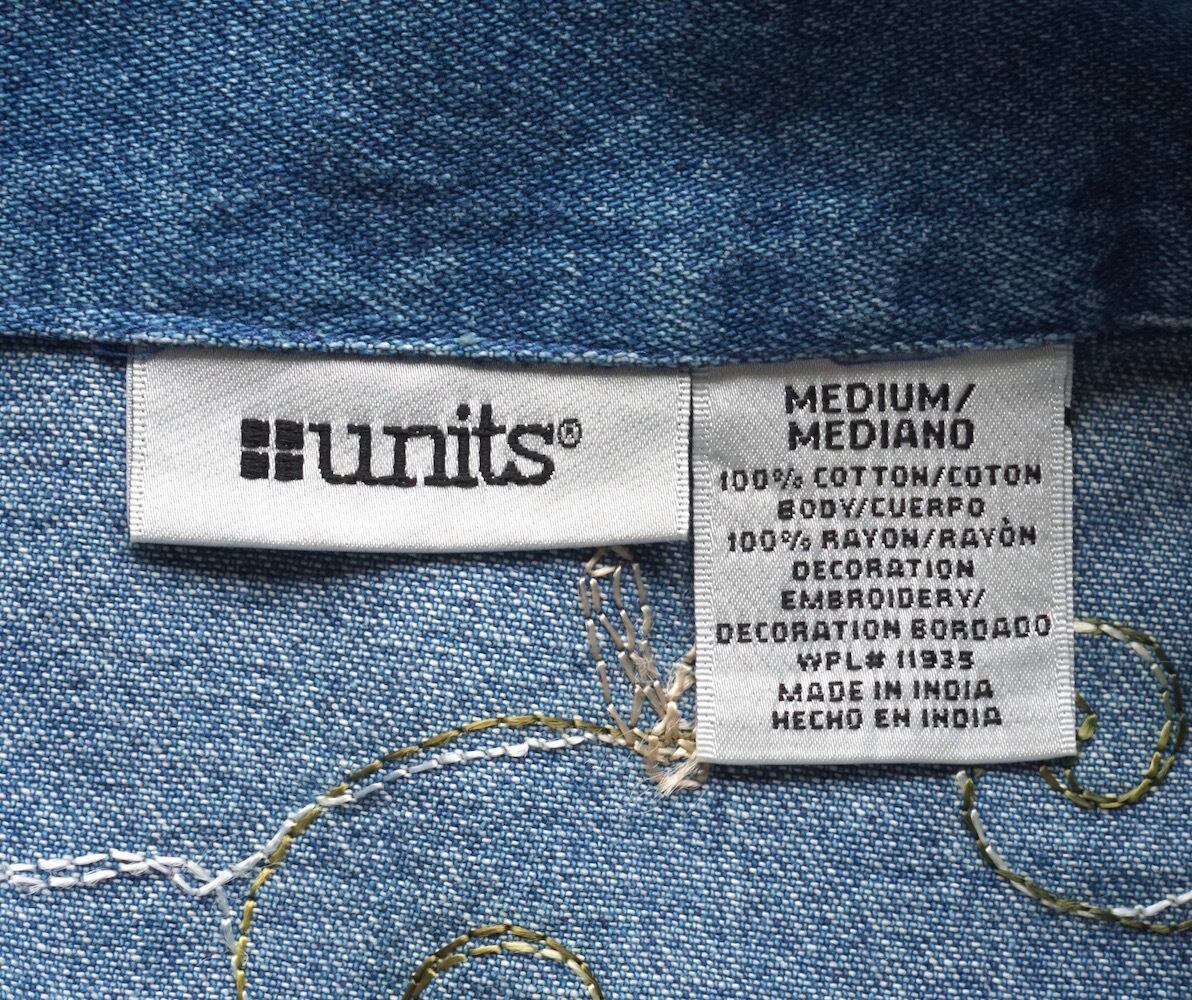 units®
MEDIUM/
MEDIANO
100% COTTON/COTON
BODY/CUERPO
100% RAYON/RAYÒN
DECORATION
EMBROIDERY/
DECORATION BORDADO
WPL# 11935
MADE IN INDIA
HECHO EN INDIA